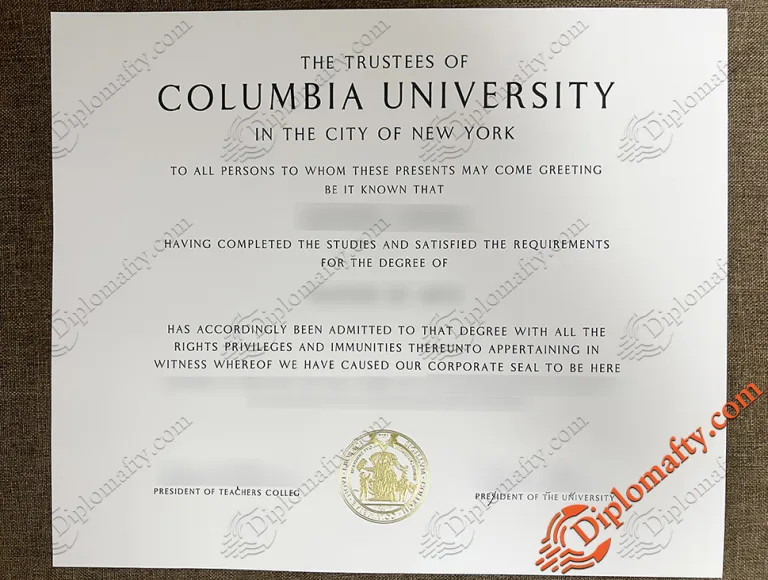 THE TRUSTEES OF
COLUMBIA UNIVERSITY
IN THE CITY OF NEW YORK
TO ALL PERSONS TO WHOM THESE PRESENTS MAY COME GREETING
BE IT KNOWN THAT
HAVING COMPLETED THE STUDIES AND SATISFIED THE REQUIREMENTS
FOR THE DEGREE OF
HAS ACCORDINGLY BEEN ADMITTED TO THAT DEGREE WITH ALL THE
RIGHTS PRIVILEGES AND IMMUNITIES THEREUNTO APPERTAINING IN
WITNESS WHEREOF WE HAVE CAUSED OUR CORPORATE SEAL TO BE HERE
PRESIDENT OF TEACHERS COLLEG
PRESIDENT OF THE UNIVERSITY
Diplomafty.com